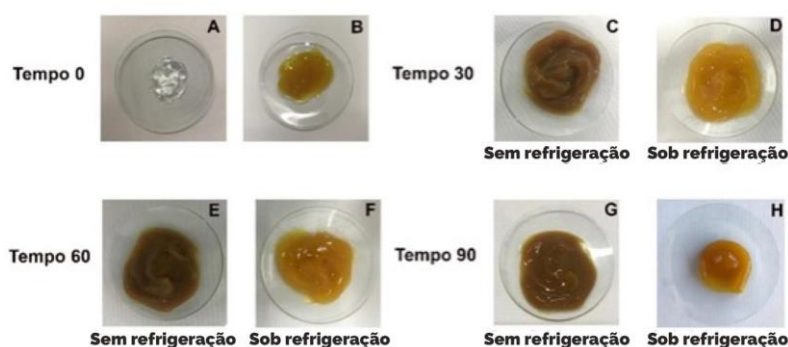 A
B
Tempo 0
C
D
Tempo 30
Sem refrigeração
Sob refrigeração
E
F
Tempo 60
Sem refrigeração
Sob refrigeração
G
H
Tempo 90
Sem refrigeração
Sob refrigeração